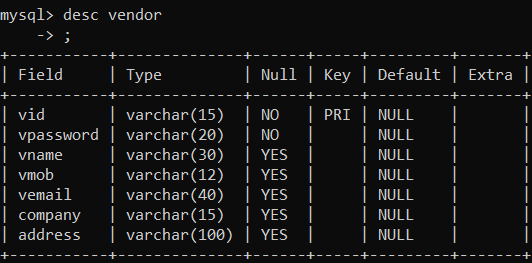 mysql> desc vendor
    -> ;
+-----------+--------------+------+-----+---------+-------+
| Field     | Type         | Null | Key | Default | Extra |
+-----------+--------------+------+-----+---------+-------+
| vid       | varchar(15)  | NO   | PRI | NULL    |       |
| vpassword | varchar(20)  | NO   |     | NULL    |       |
| vname     | varchar(30)  | YES  |     | NULL    |       |
| vmob      | varchar(12)  | YES  |     | NULL    |       |
| vemail    | varchar(40)  | YES  |     | NULL    |       |
| company   | varchar(15)  | YES  |     | NULL    |       |
| address   | varchar(100) | YES  |     | NULL    |       |
+-----------+--------------+------+-----+---------+-------+